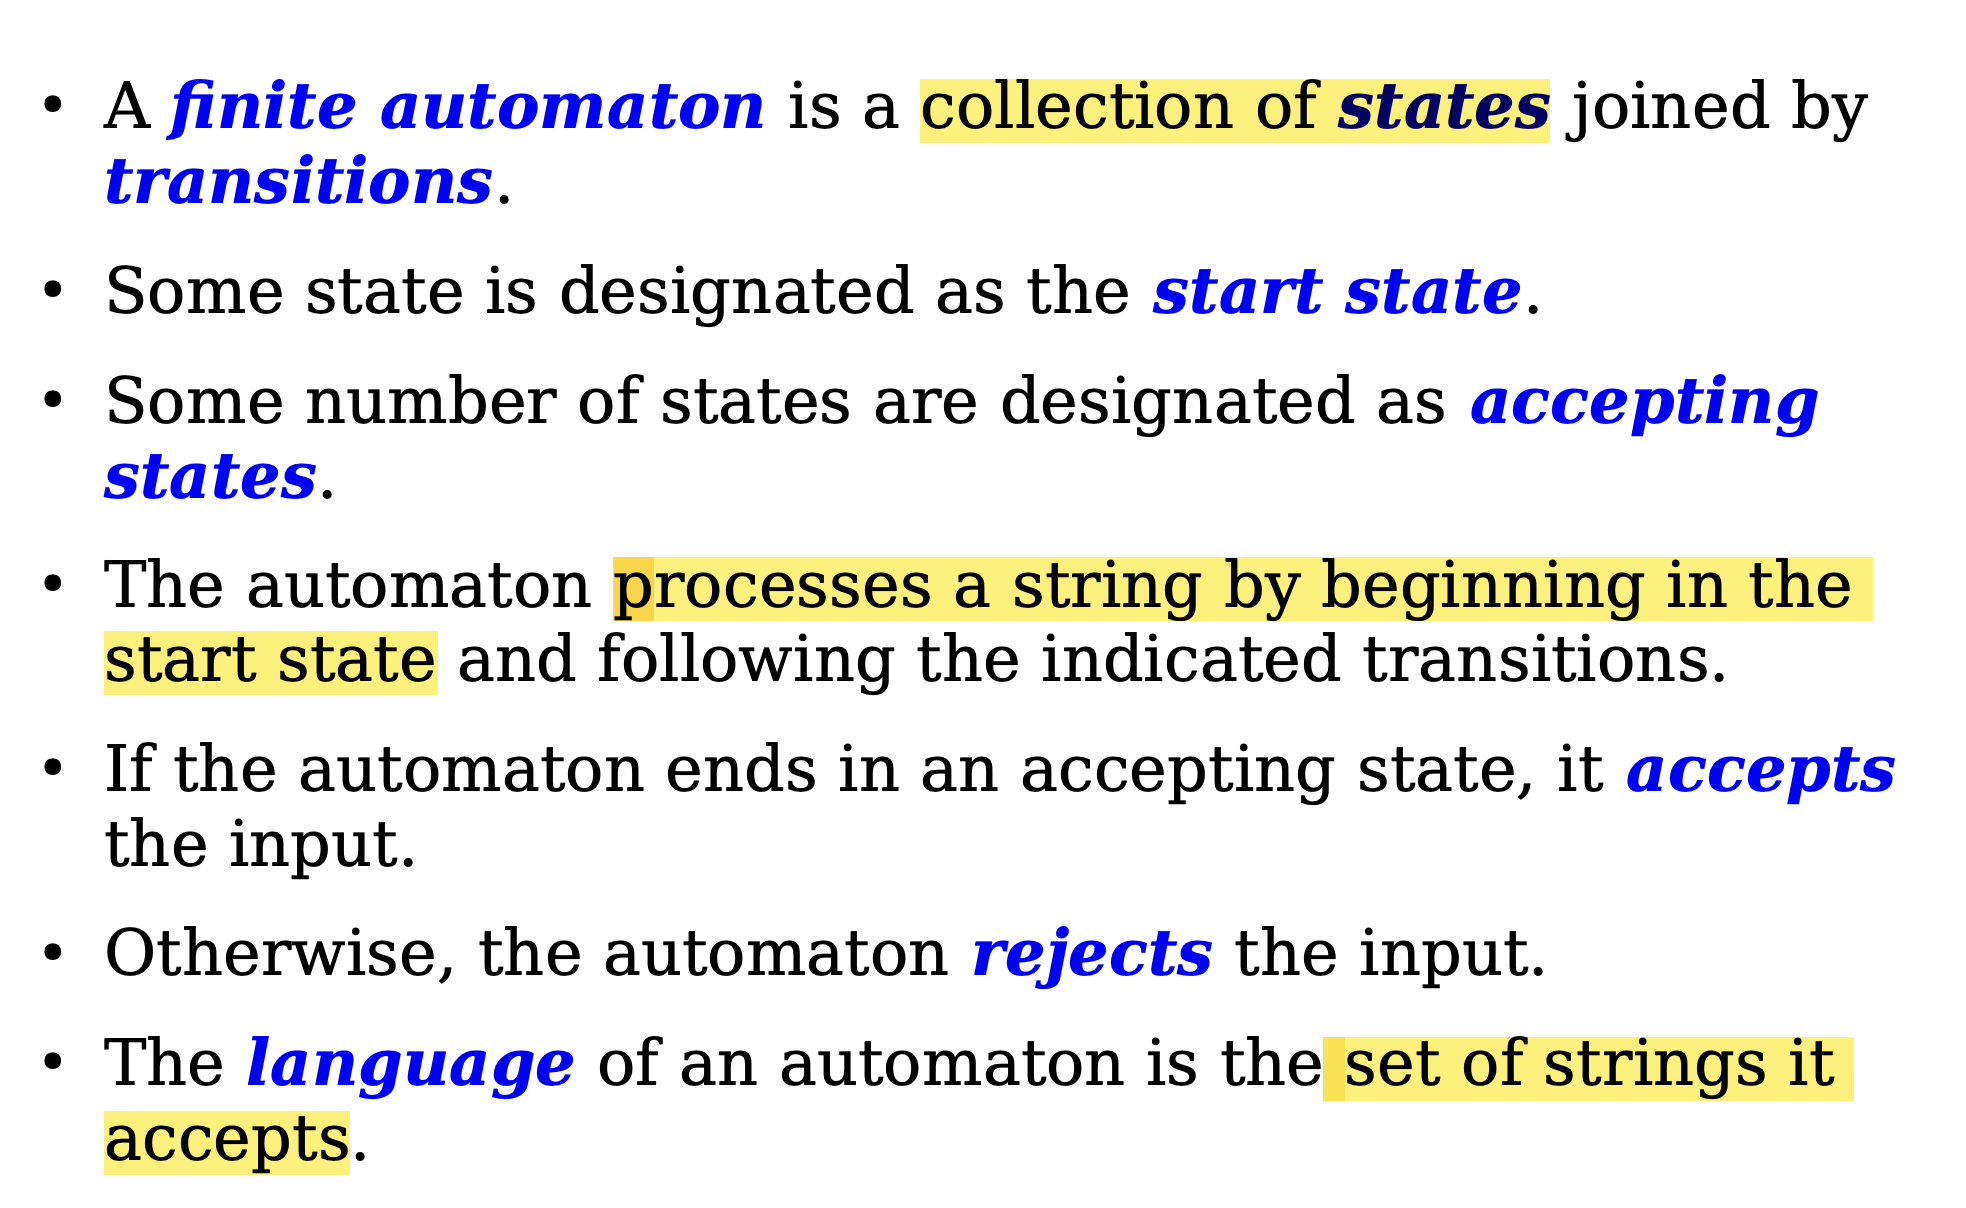 • A finite automaton is a collection of states joined by
transitions.
• Some state is designated as the start state.
• Some number of states are designated as accepting
states.
• The automaton processes a string by beginning in the
start state and following the indicated transitions.
• If the automaton ends in an accepting state, it accepts
the input.
• Otherwise, the automaton rejects the input.
• The language of an automaton is the set of strings it
accepts.